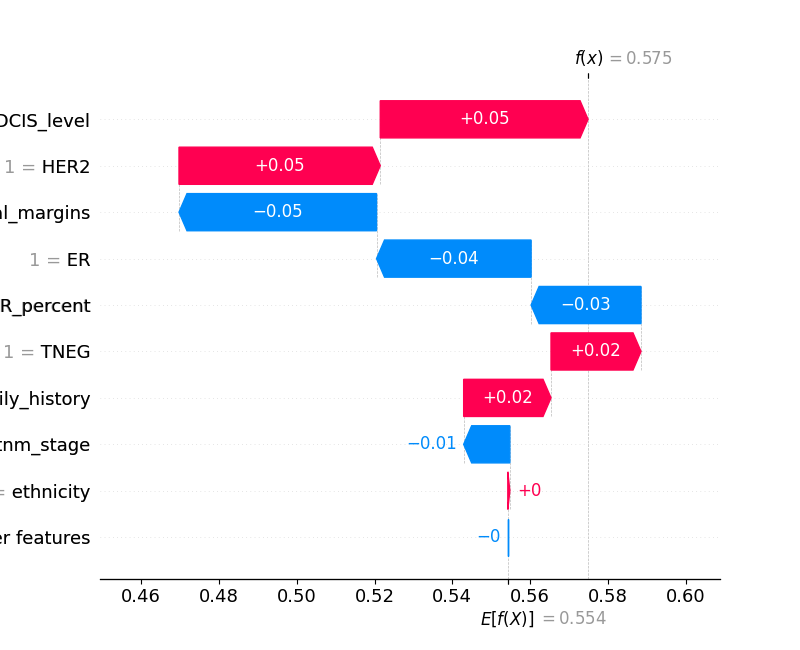 f(x) = 0.575
DCIS_level
+0.05
1 = HER2
+0.05
al_margins
−0.05
1 = ER
−0.04
R_percent
−0.03
1 = TNEG
+0.02
ily_history
+0.02
tnm_stage
−0.01
= ethnicity
+0
er features
−0
0.46 0.48 0.50 0.52 0.54 0.56 0.58 0.60
E[f(X)] = 0.554